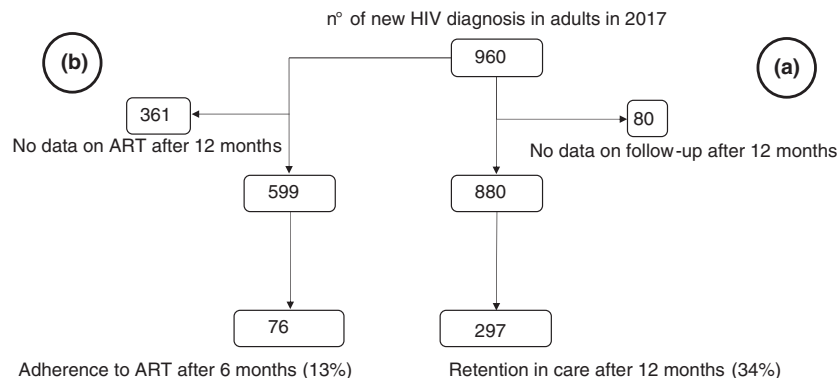 n° of new HIV diagnosis in adults in 2017
(b)
960
(a)
361
80
No data on ART after 12 months
No data on follow-up after 12 months
599
880
76
297
Adherence to ART after 6 months (13%)
Retention in care after 12 months (34%)